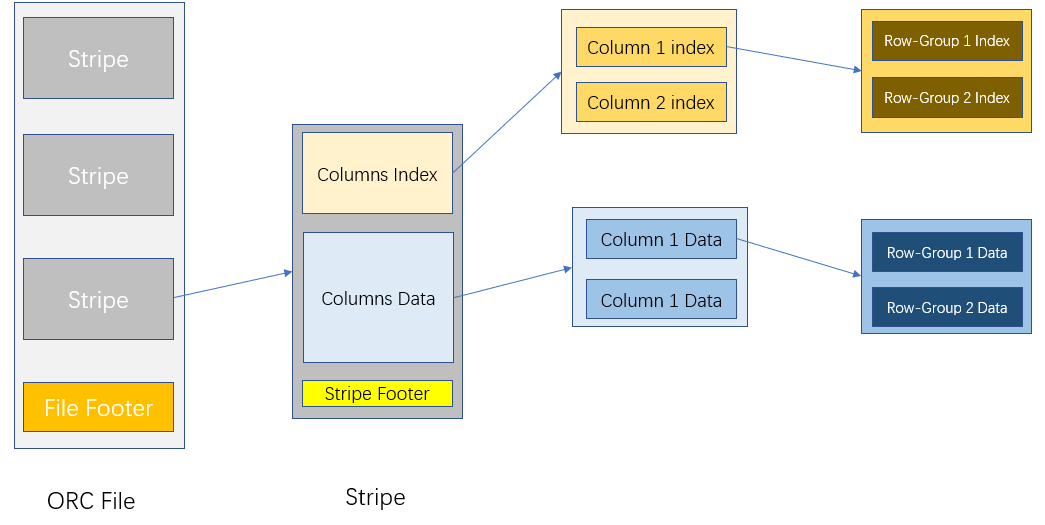 Stripe
Stripe
Stripe
File Footer
ORC File
Columns Index
Columns Data
Stripe Footer
Stripe
Column 1 index
Column 2 index
Column 1 Data
Column 1 Data
Row-Group 1 Index
Row-Group 2 Index
Row-Group 1 Data
Row-Group 2 Data